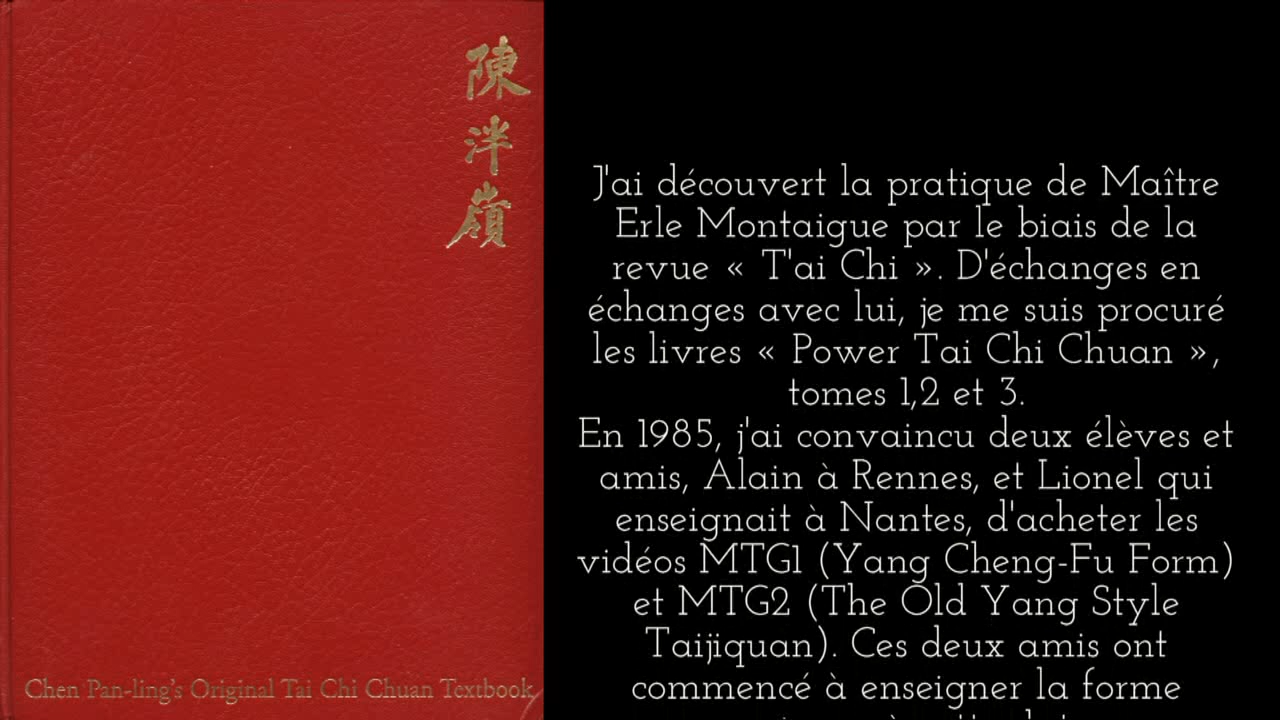 陳泮嶺
Chen Pan-ling's Original Tai Chi Chuan Textbook
J'ai découvert la pratique de Maître
Erle Montaigue par le biais de la
revue « T'ai Chi ». D'échanges en
échanges avec lui, je me suis procuré
les livres « Power Tai Chi Chuan »,
tomes 1,2 et 3.
En 1985, j'ai convaincu deux élèves et
amis, Alain à Rennes, et Lionel qui
enseignait à Nantes, d'acheter les
vidéos MTG1 (Yang Cheng-Fu Form)
et MTG2 (The Old Yang Style
Taijiquan). Ces deux amis ont
commencé à enseigner la forme